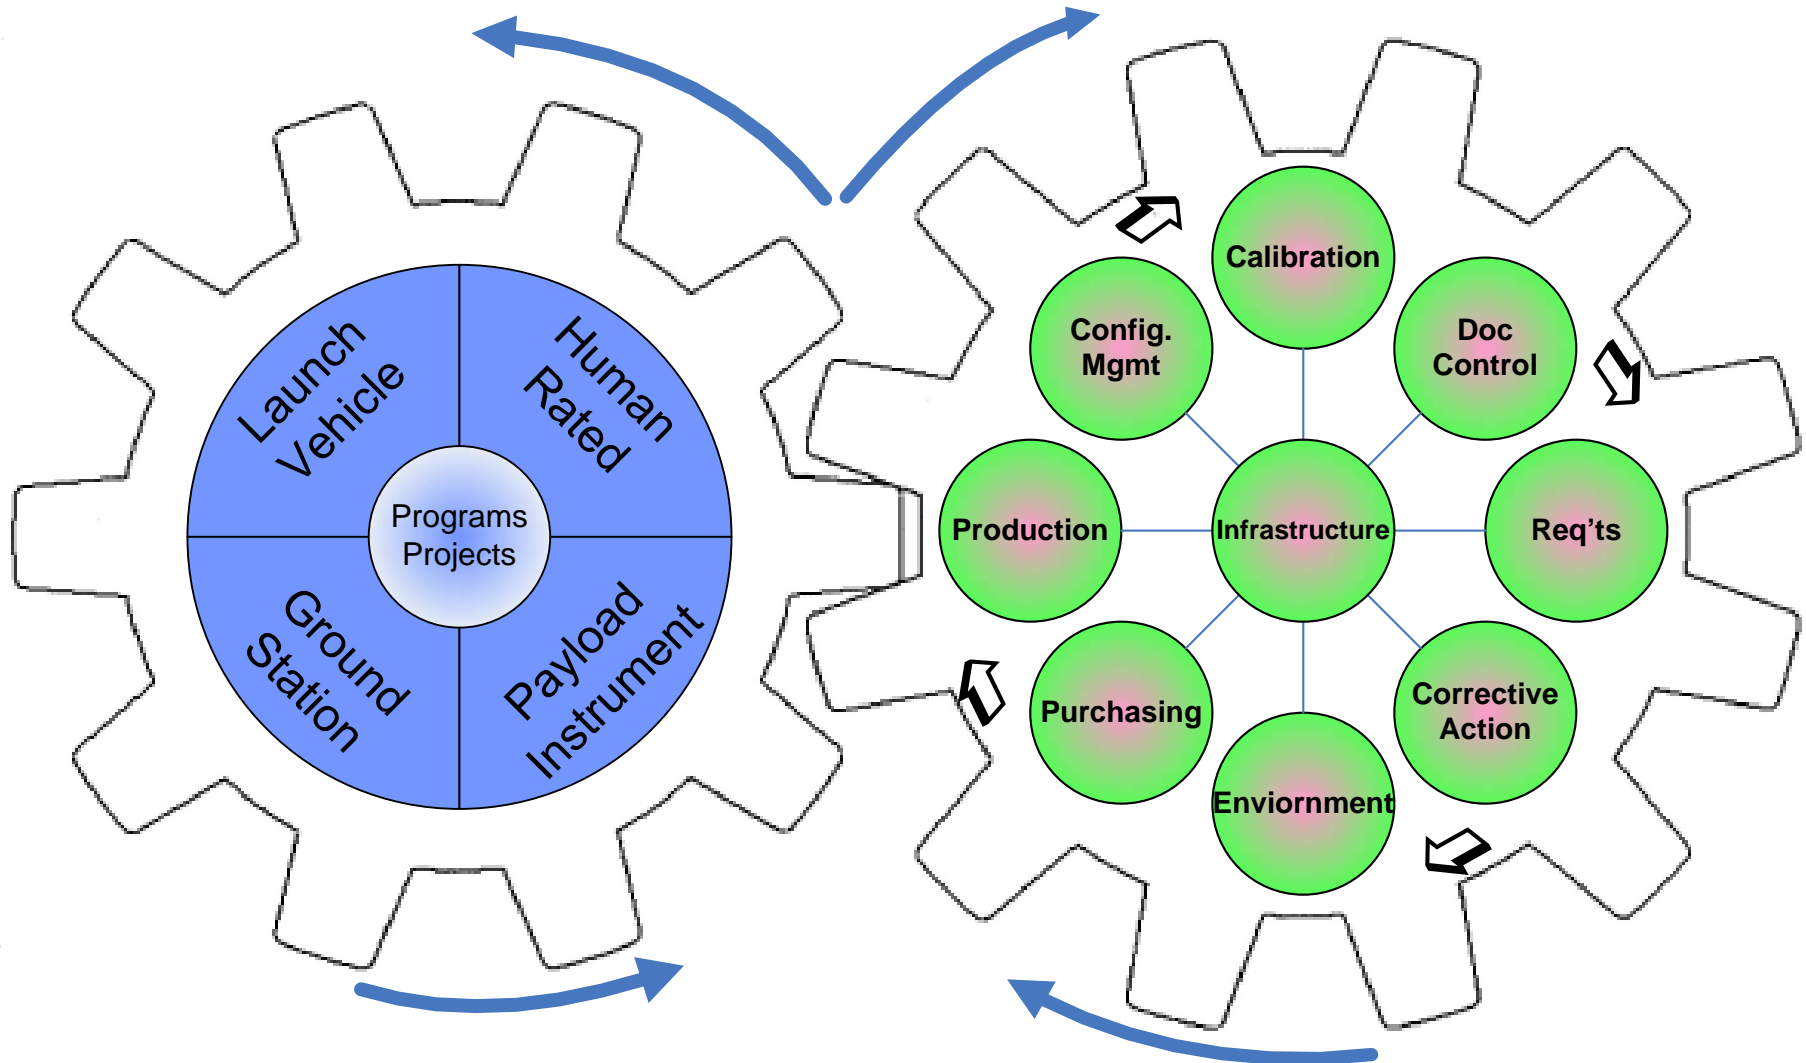 Launch
Vehicle
Human
Rated
Programs
Projects
Ground
Station
Payload
Instrument
Calibration
Config.
Mgmt
Doc
Control
Production
Infrastructure
Req’ts
Purchasing
Corrective
Action
Enviornment